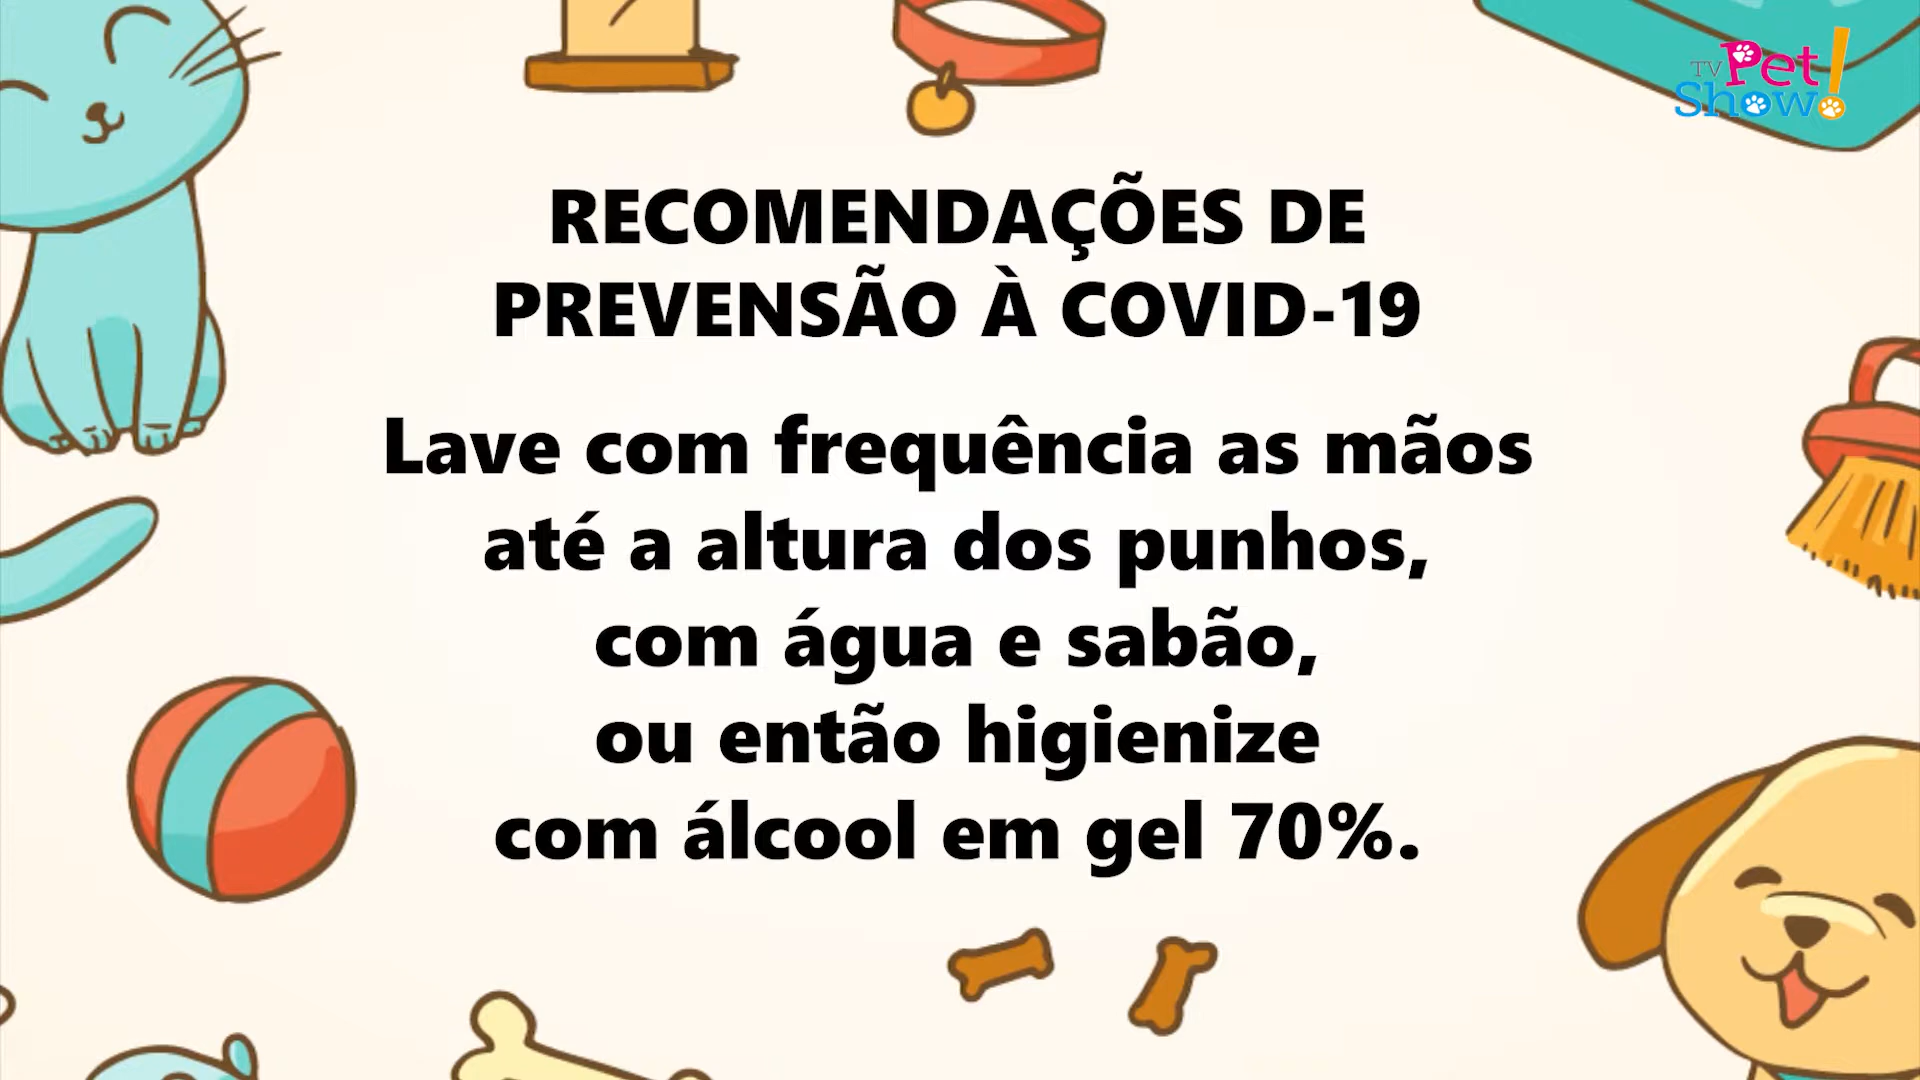 TV Pet
Show!
RECOMENDAÇÕES DE
PREVENSÃO À COVID-19
Lave com frequência as mãos
até a altura dos punhos,
com água e sabão,
ou então higienize
com álcool em gel 70%.